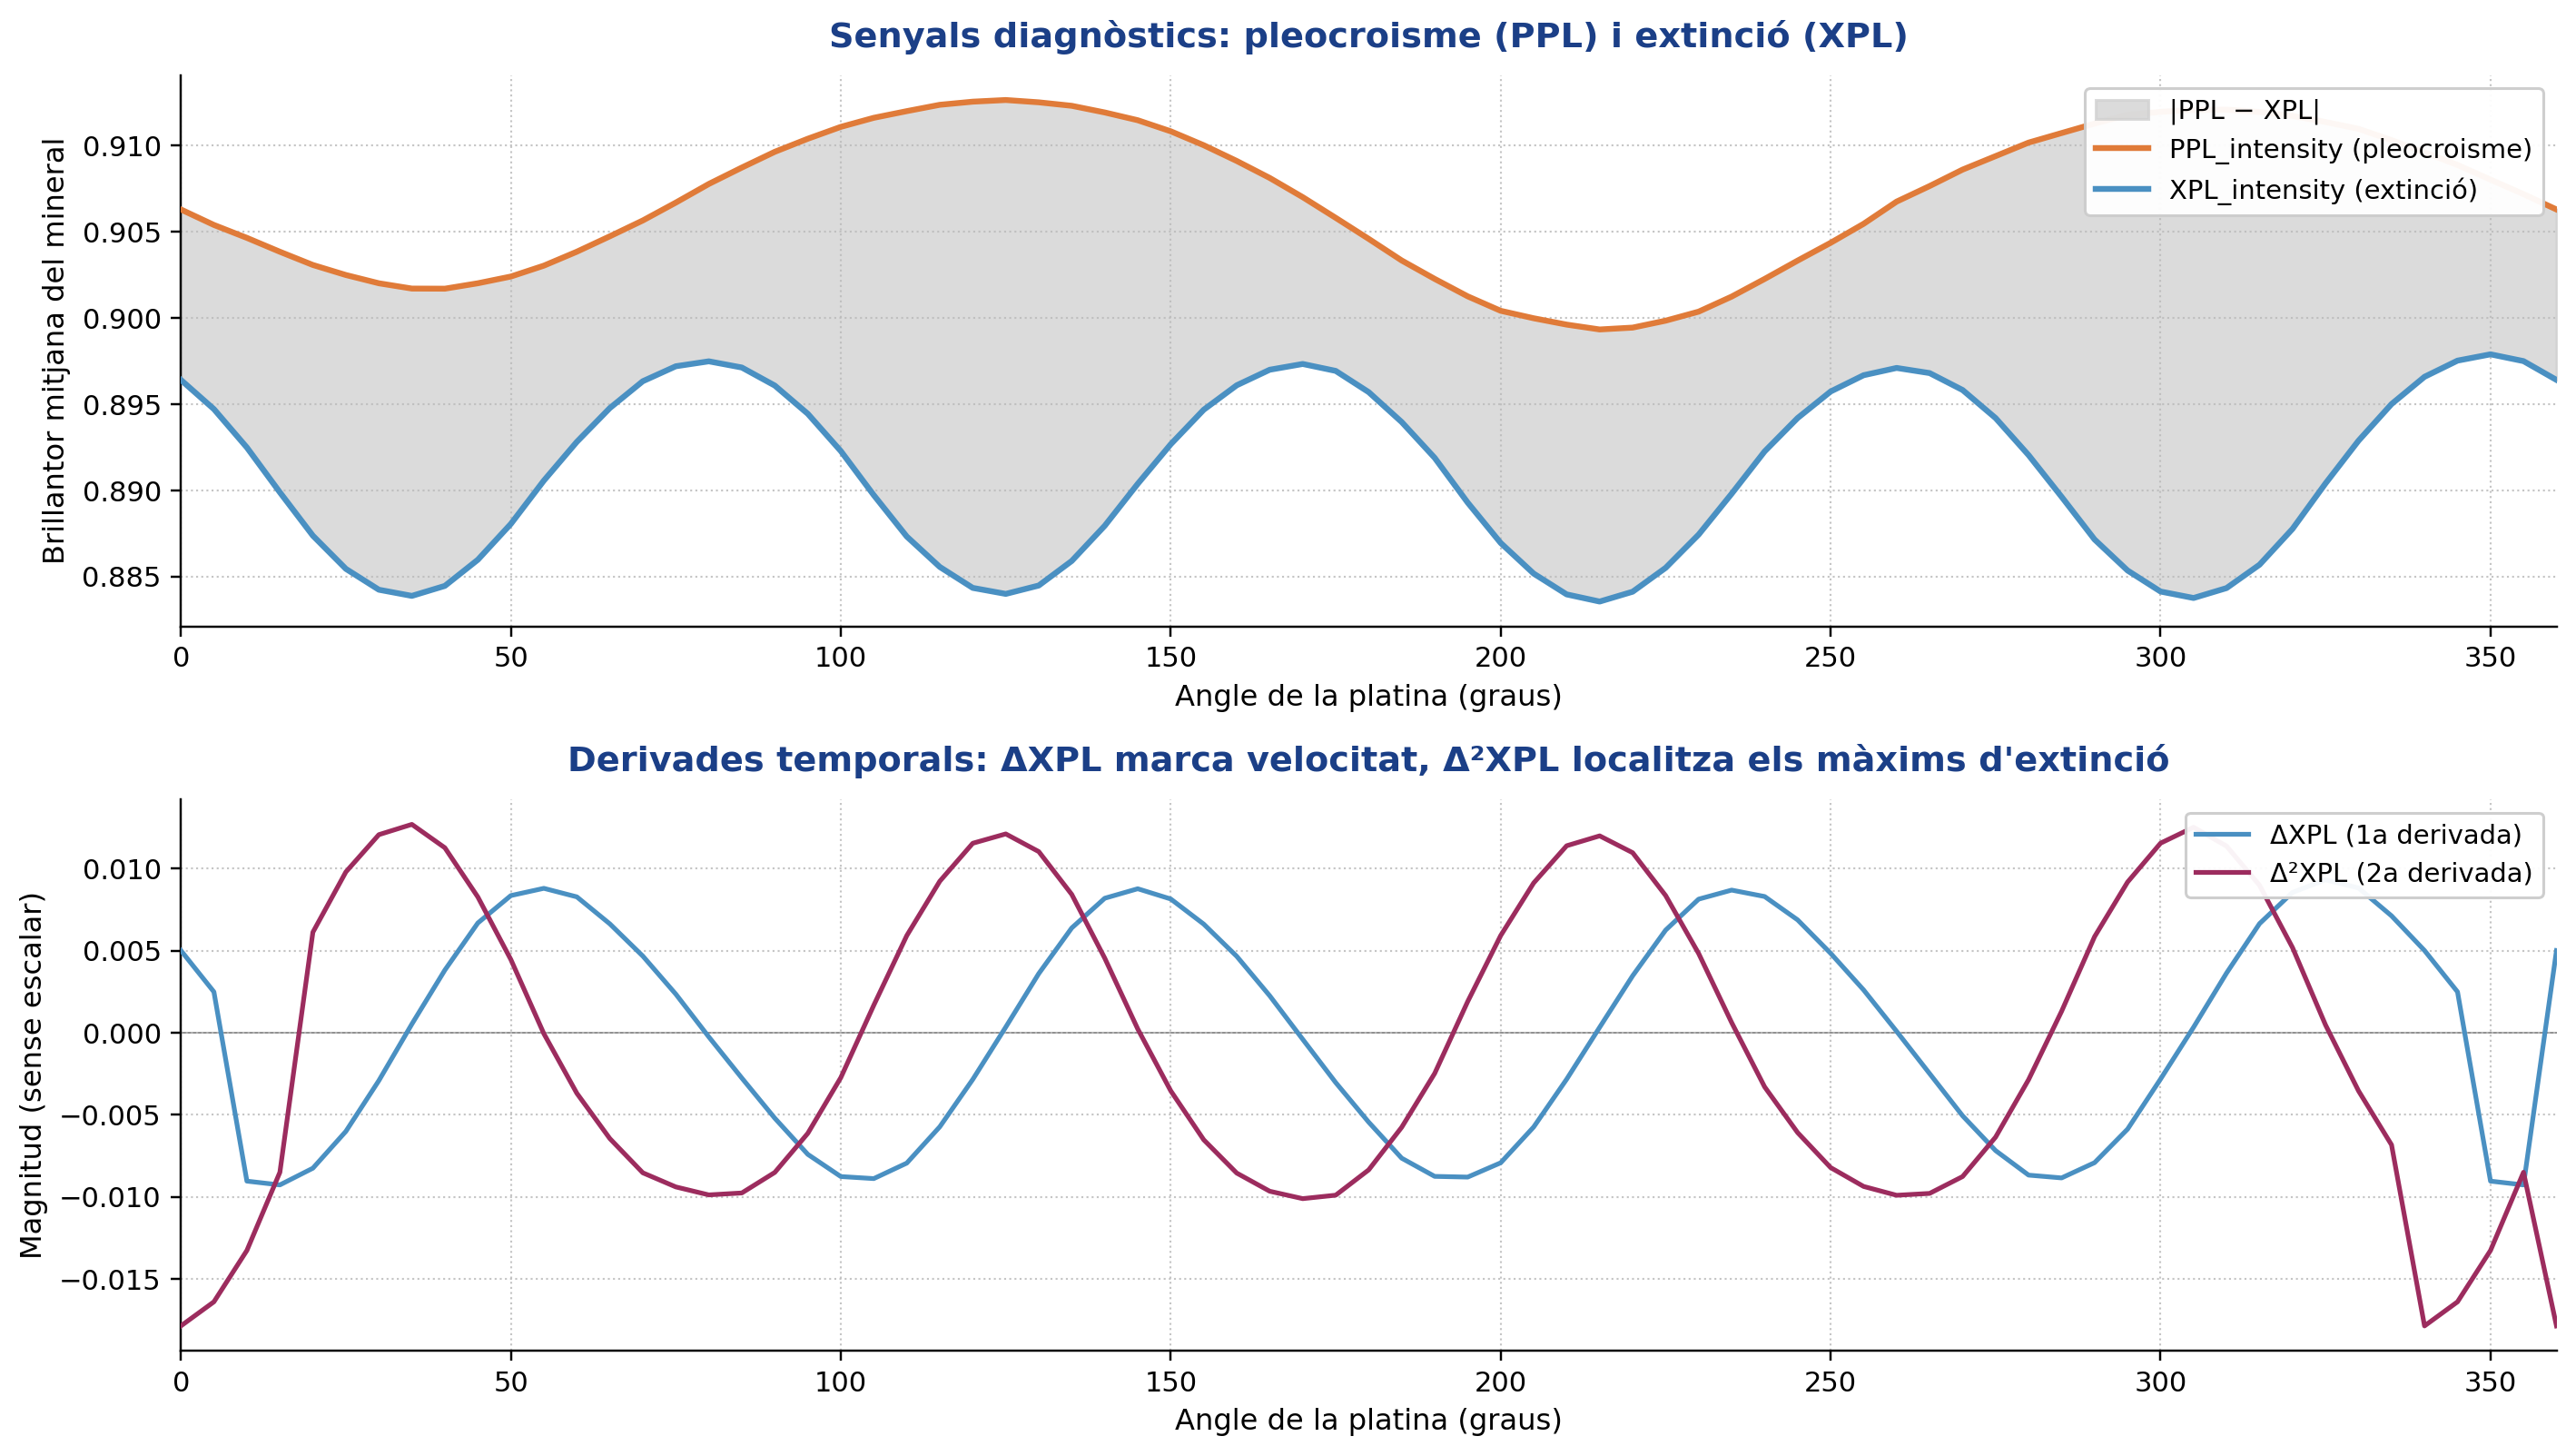 Senyals diagnòstics: pleocroisme (PPL) i extinció (XPL)
Brillantor mitjana del mineral
0.910
0.905
0.900
0.895
0.890
0.885
|PPL − XPL|
PPL_intensity (pleocroisme)
XPL_intensity (extinció)
0 50 100 150 200 250 300 350
Angle de la platina (graus)
Derivades temporals: ΔXPL marca velocitat, Δ²XPL localitza els màxims d'extinció
Magnitud (sense escalar)
0.010
0.005
0.000
−0.005
−0.010
−0.015
ΔXPL (1a derivada)
Δ²XPL (2a derivada)
0 50 100 150 200 250 300 350
Angle de la platina (graus)